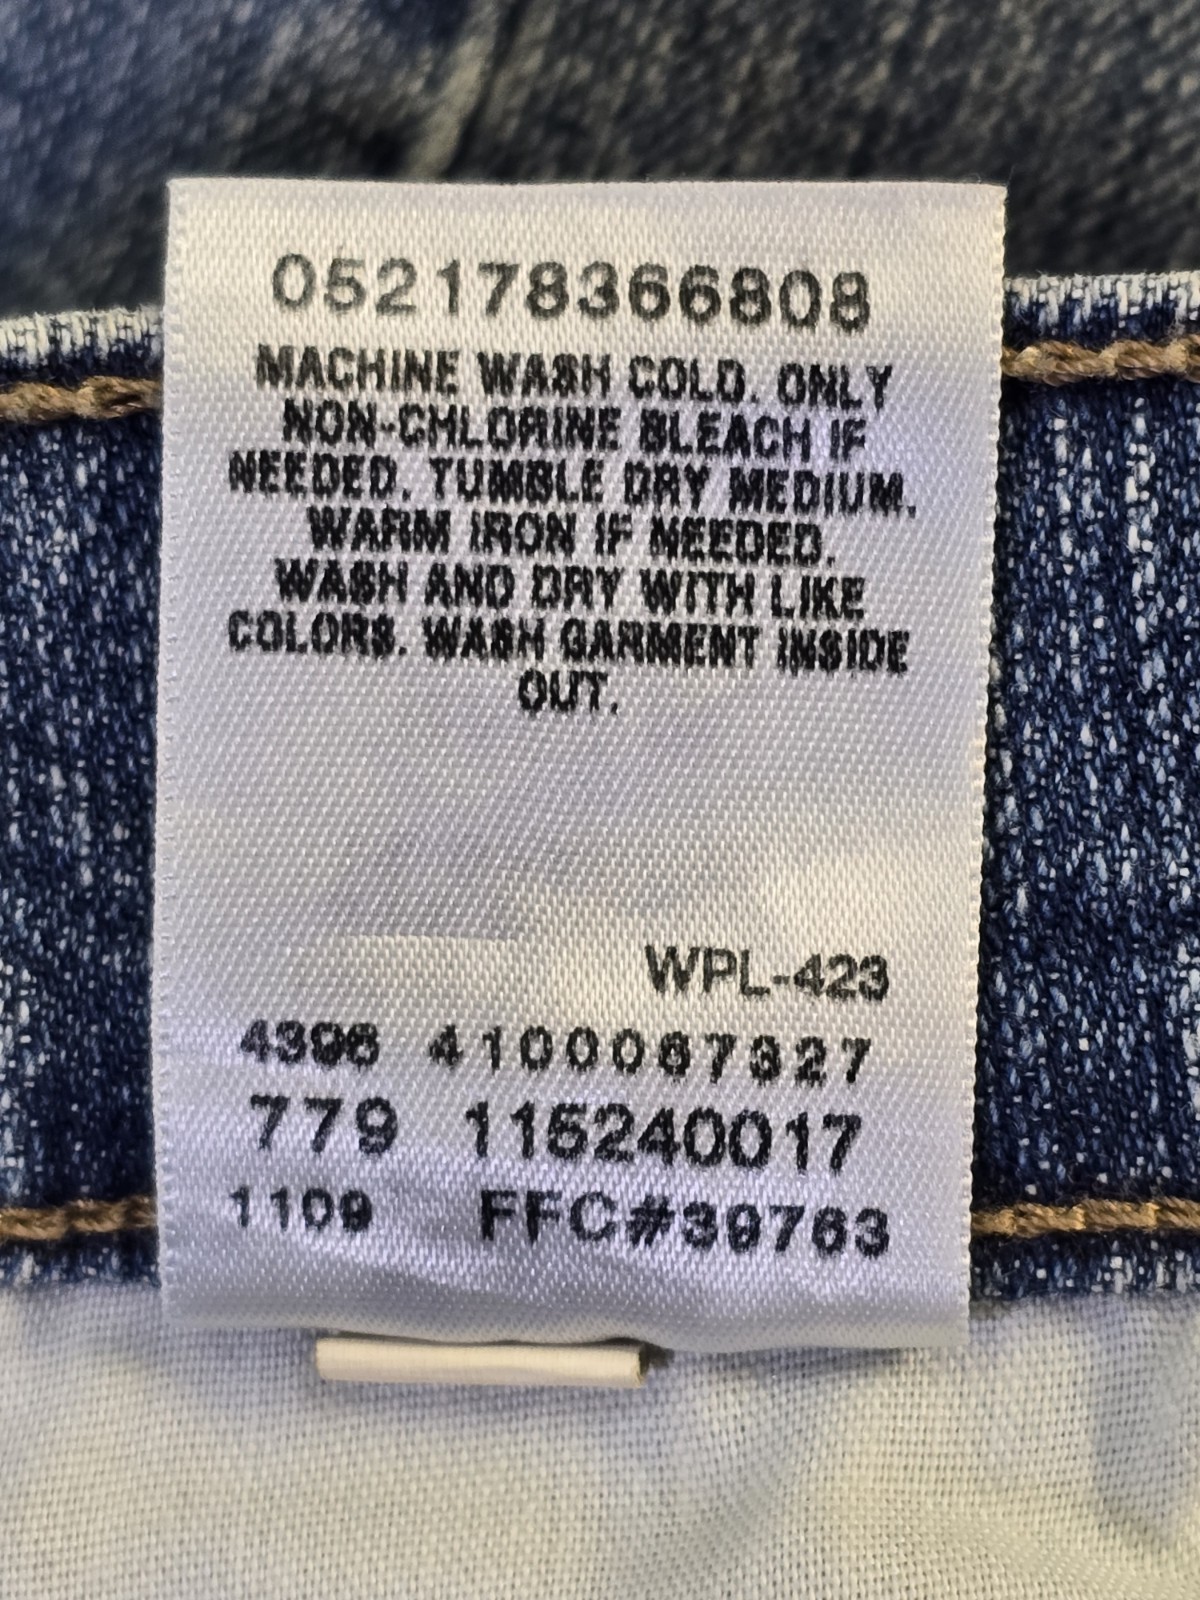 052178366808
MACHINE WASH COLD. ONLY
NON-CHLORINE BLEACH IF
NEEDED. TUMBLE DRY MEDIUM.
WARM IRON IF NEEDED.
WASH AND DRY WITH LIKE
COLORS. WASH GARMENT INSIDE
OUT.
WPL-423
4396 4100067327
779 115240017
1109 FFC#39763